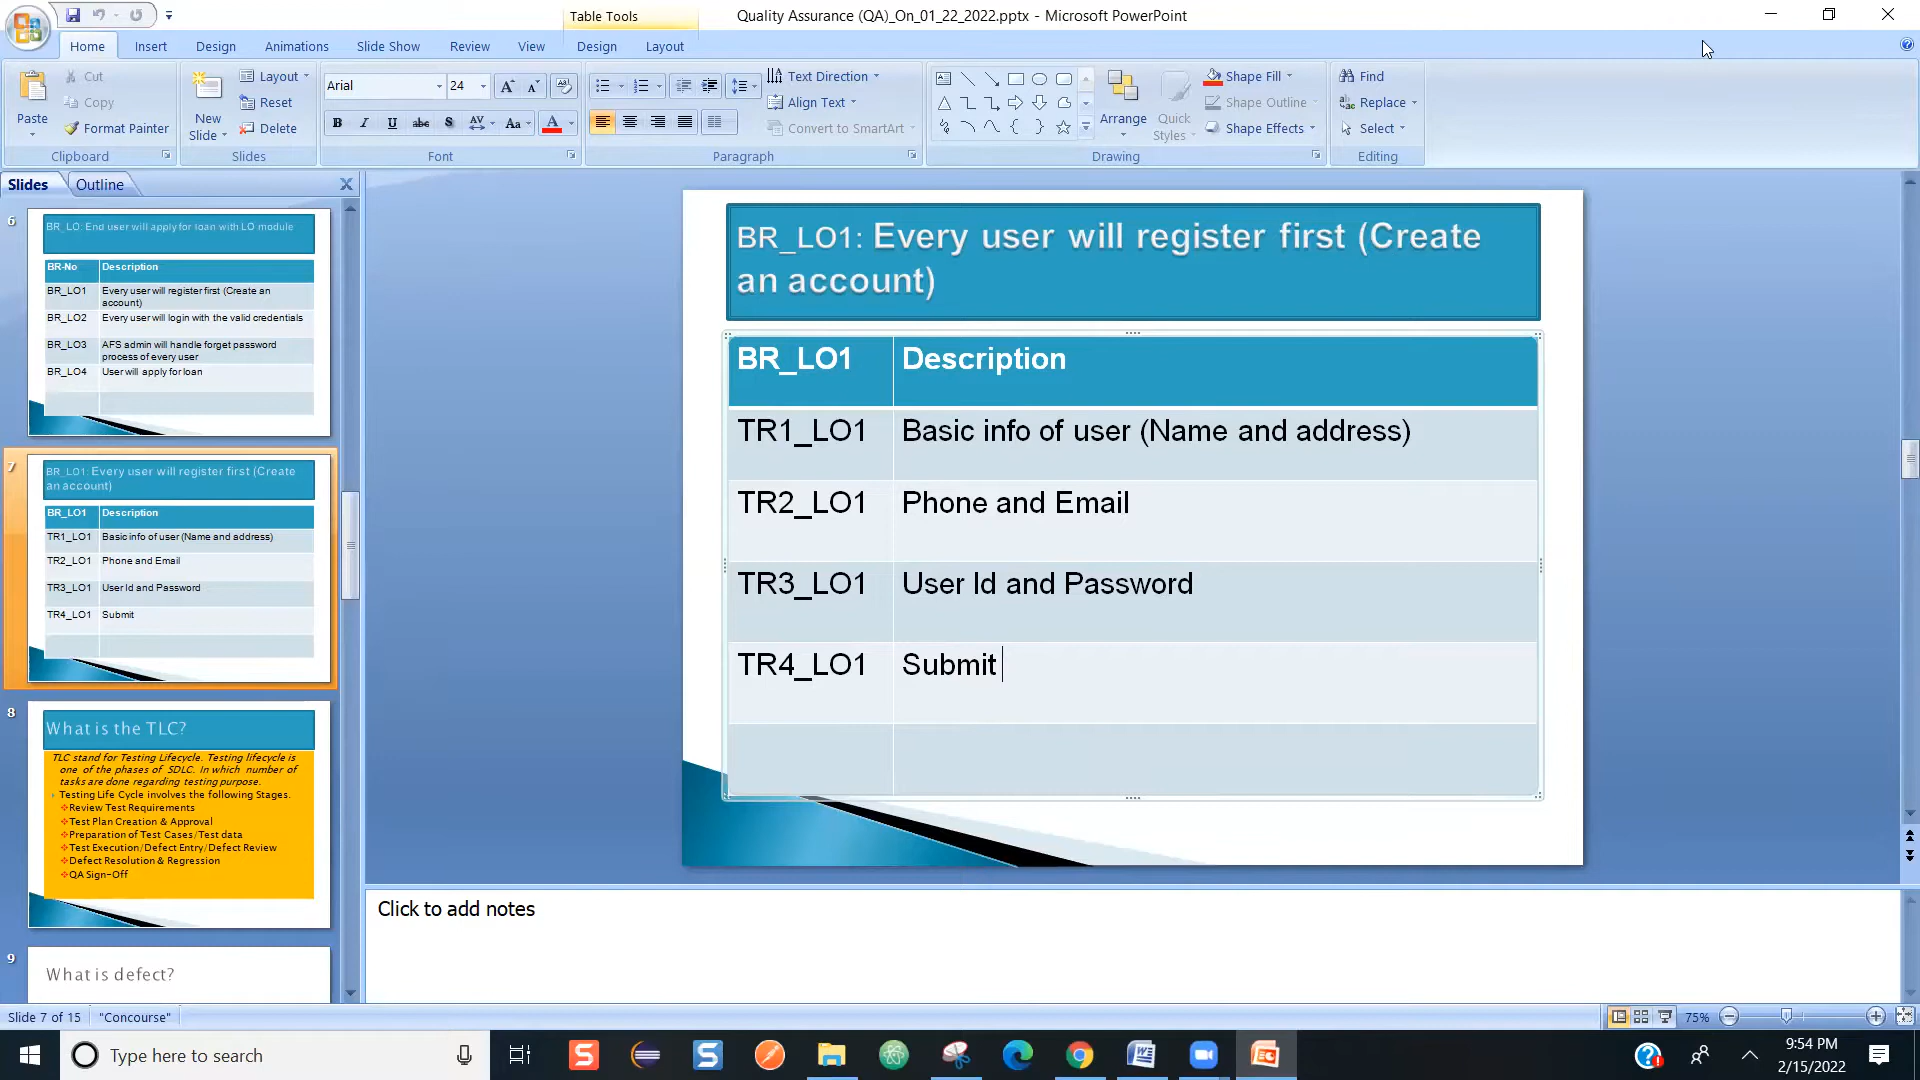 Table Tools
Quality Assurance (QA)_On_01_22_2022.pptx - Microsoft PowerPoint
Home
Insert
Design
Animations
Slide Show
Review
View
Design
Layout
Paste
Cut
Copy
Format Painter
Clipboard
New Slide
Layout
Reset
Delete
Slides
Arial
24
B I U abc S AV Aa A
Font
Text Direction
Align Text
Convert to SmartArt
Paragraph
Arrange
Quick Styles
Shape Fill
Shape Outline
Shape Effects
Drawing
Find
Replace
Select
Editing
Slides
Outline
6
BR_LO: End user will apply for loan with LO module
BR-No Description
BR_LO1 Every user will register first (Create an
account)
BR_LO2 Every user will login with the valid credentials
BR_LO3 AFS admin will handle forget password
process of every user
BR_LO4 User will apply for loan
7
BR_LO1: Every user will register first (Create
an account)
BR_LO1 Description
TR1_LO1 Basic info of user (Name and address)
TR2_LO1 Phone and Email
TR3_LO1 User Id and Password
TR4_LO1 Submit
8
What is the TLC?
TLC stand for Testing Lifecycle. Testing lifecycle is
one of the phases of SDLC. In which number of
tasks are done regarding testing purpose.
Testing Life Cycle involves the following Stages.
Review Test Requirements
Test Plan Creation & Approval
Preparation of Test Cases/Test data
Test Execution/Defect Entry/Defect Review
Defect Resolution & Regression
QA Sign-Off
9
What is defect?
BR_LO1: Every user will register first (Create
an account)
BR_LO1 Description
TR1_LO1 Basic info of user (Name and address)
TR2_LO1 Phone and Email
TR3_LO1 User Id and Password
TR4_LO1 Submit
Click to add notes
Slide 7 of 15
"Concourse"
75%
Type here to search
9:54 PM
2/15/2022